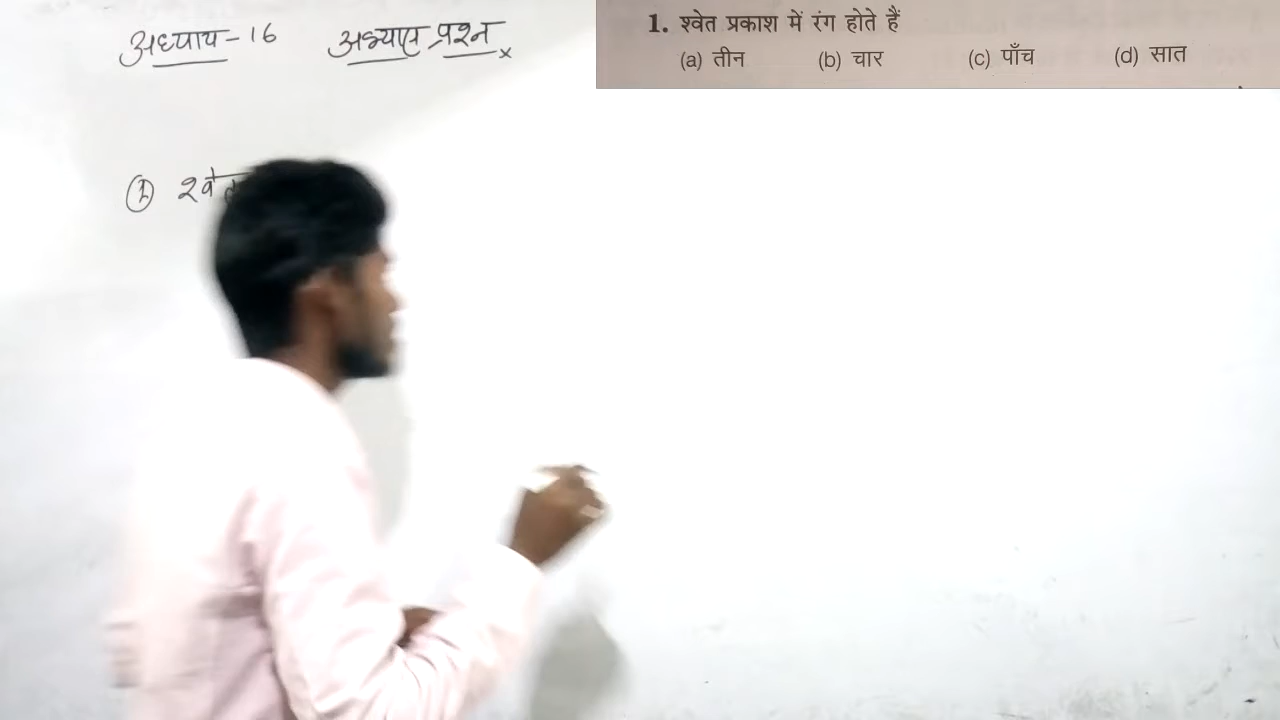 अध्याय-16 अभ्यास प्रश्न
1. श्वेत प्रकाश में रंग होते हैं
(a) तीन (b) चार (c) पाँच (d) सात
① श्वेत